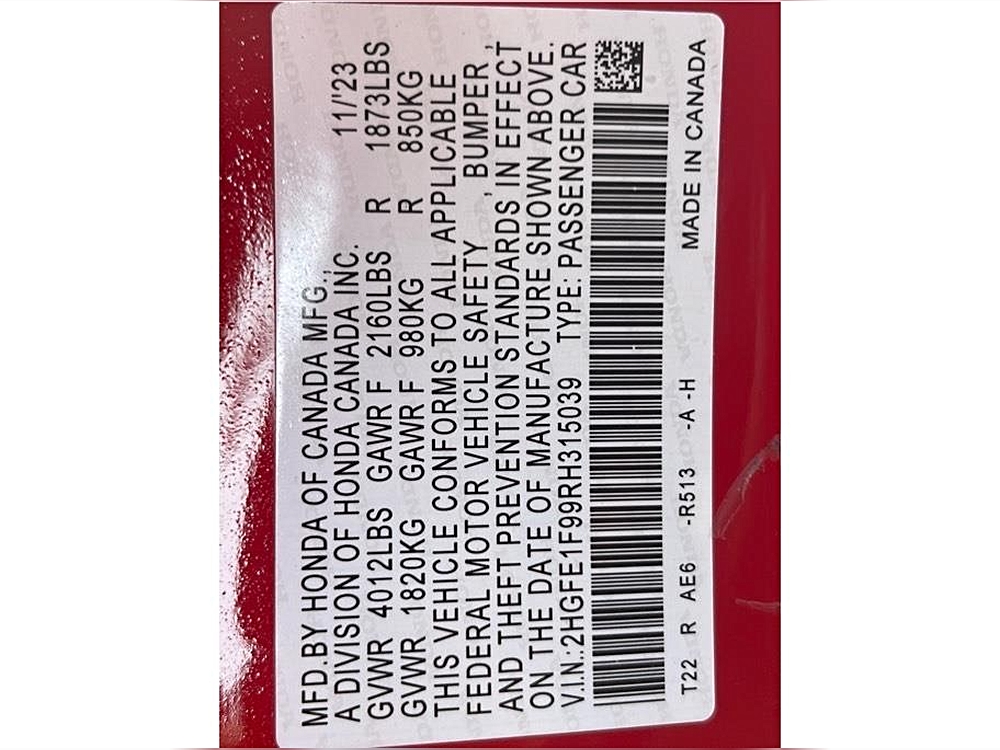 MFD.BY HONDA OF CANADA MFG.,
A DIVISION OF HONDA CANADA INC. 11/'23
GVWR 4012LBS GAWR F 2160LBS R 1873LBS
GVWR 1820KG GAWR F 980KG R 850KG
THIS VEHICLE CONFORMS TO ALL APPLICABLE
FEDERAL MOTOR VEHICLE SAFETY , BUMPER ,
AND THEFT PREVENTION STANDARDS IN EFFECT
ON THE DATE OF MANUFACTURE SHOWN ABOVE.
V.I.N.:2HGFE1F99RH315039 TYPE: PASSENGER CAR
T22 R AE6 -R513 -A -H MADE IN CANADA